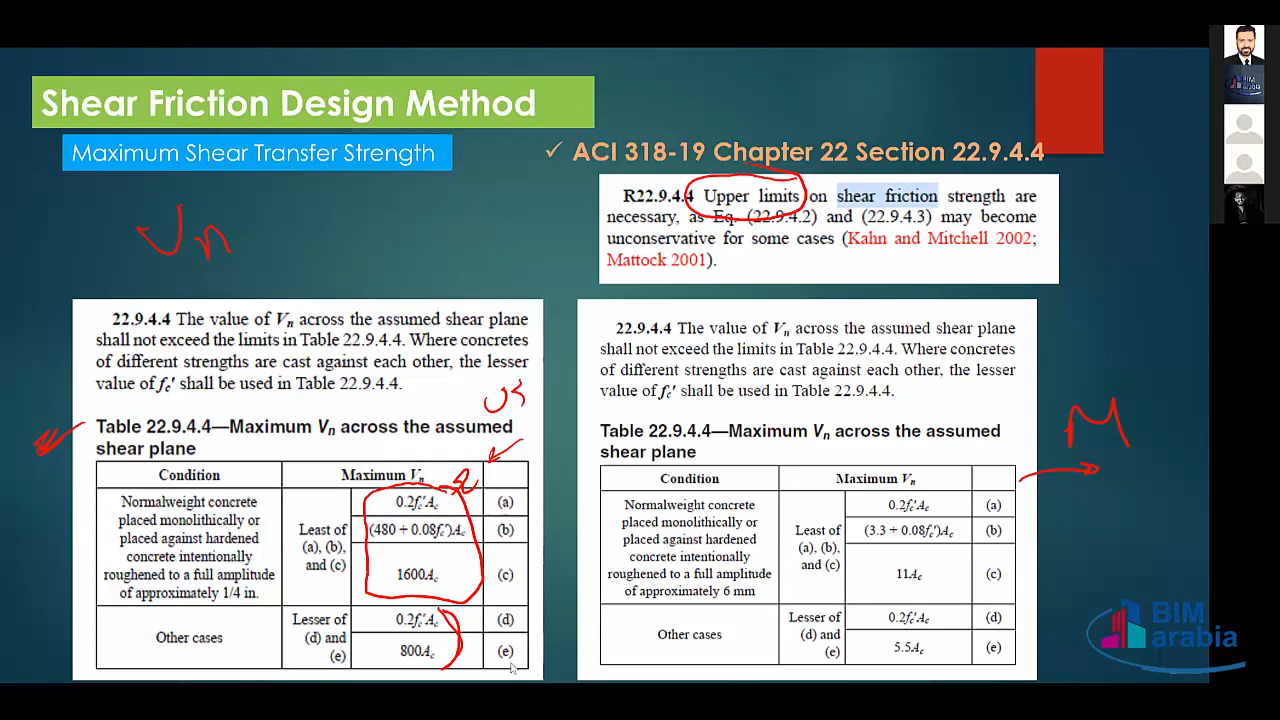 Shear Friction Design Method
Maximum Shear Transfer Strength
✓ ACI 318-19 Chapter 22 Section 22.9.4.4
R22.9.4.4 Upper limits on shear friction strength are
necessary, as Eq. (22.9.4.2) and (22.9.4.3) may become
unconservative for some cases (Kahn and Mitchell 2002;
Mattock 2001).
Vn
22.9.4.4 The value of Vn across the assumed shear plane
shall not exceed the limits in Table 22.9.4.4. Where concretes
of different strengths are cast against each other, the lesser
value of fc′ shall be used in Table 22.9.4.4.
US
Table 22.9.4.4—Maximum Vn across the assumed
shear plane
Condition Maximum Vn
Normalweight concrete
placed monolithically or
placed against hardened
concrete intentionally
roughened to a full amplitude
of approximately 1/4 in.
Least of
(a), (b),
and (c)
0.2fc′Ac (a)
(480 + 0.08fc′)Ac (b)
1600Ac (c)
Other cases
Lesser of
(d) and
(e)
0.2fc′Ac (d)
800Ac (e)
22.9.4.4 The value of Vn across the assumed shear plane
shall not exceed the limits in Table 22.9.4.4. Where concretes
of different strengths are cast against each other, the lesser
value of fc′ shall be used in Table 22.9.4.4.
M
Table 22.9.4.4—Maximum Vn across the assumed
shear plane
Condition Maximum Vn
Normalweight concrete
placed monolithically or
placed against hardened
concrete intentionally
roughened to a full amplitude
of approximately 6 mm
Least of
(a), (b),
and (c)
0.2fc′Ac (a)
(3.3 + 0.08fc′)Ac (b)
11Ac (c)
Other cases
Lesser of
(d) and
(e)
0.2fc′Ac (d)
5.5Ac (e)
BIM
arabia
BIM
arabia